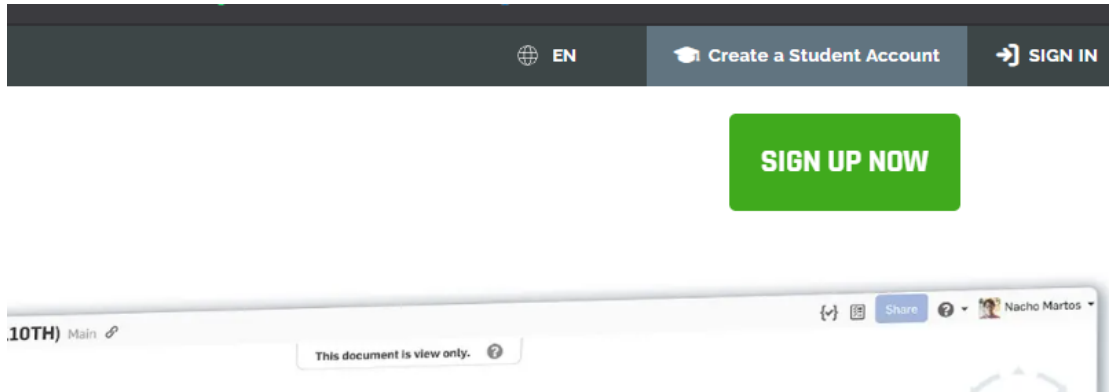 EN
Create a Student Account
SIGN IN
SIGN UP NOW
Share
Nacho Martos
10TH) Main
This document is view only.